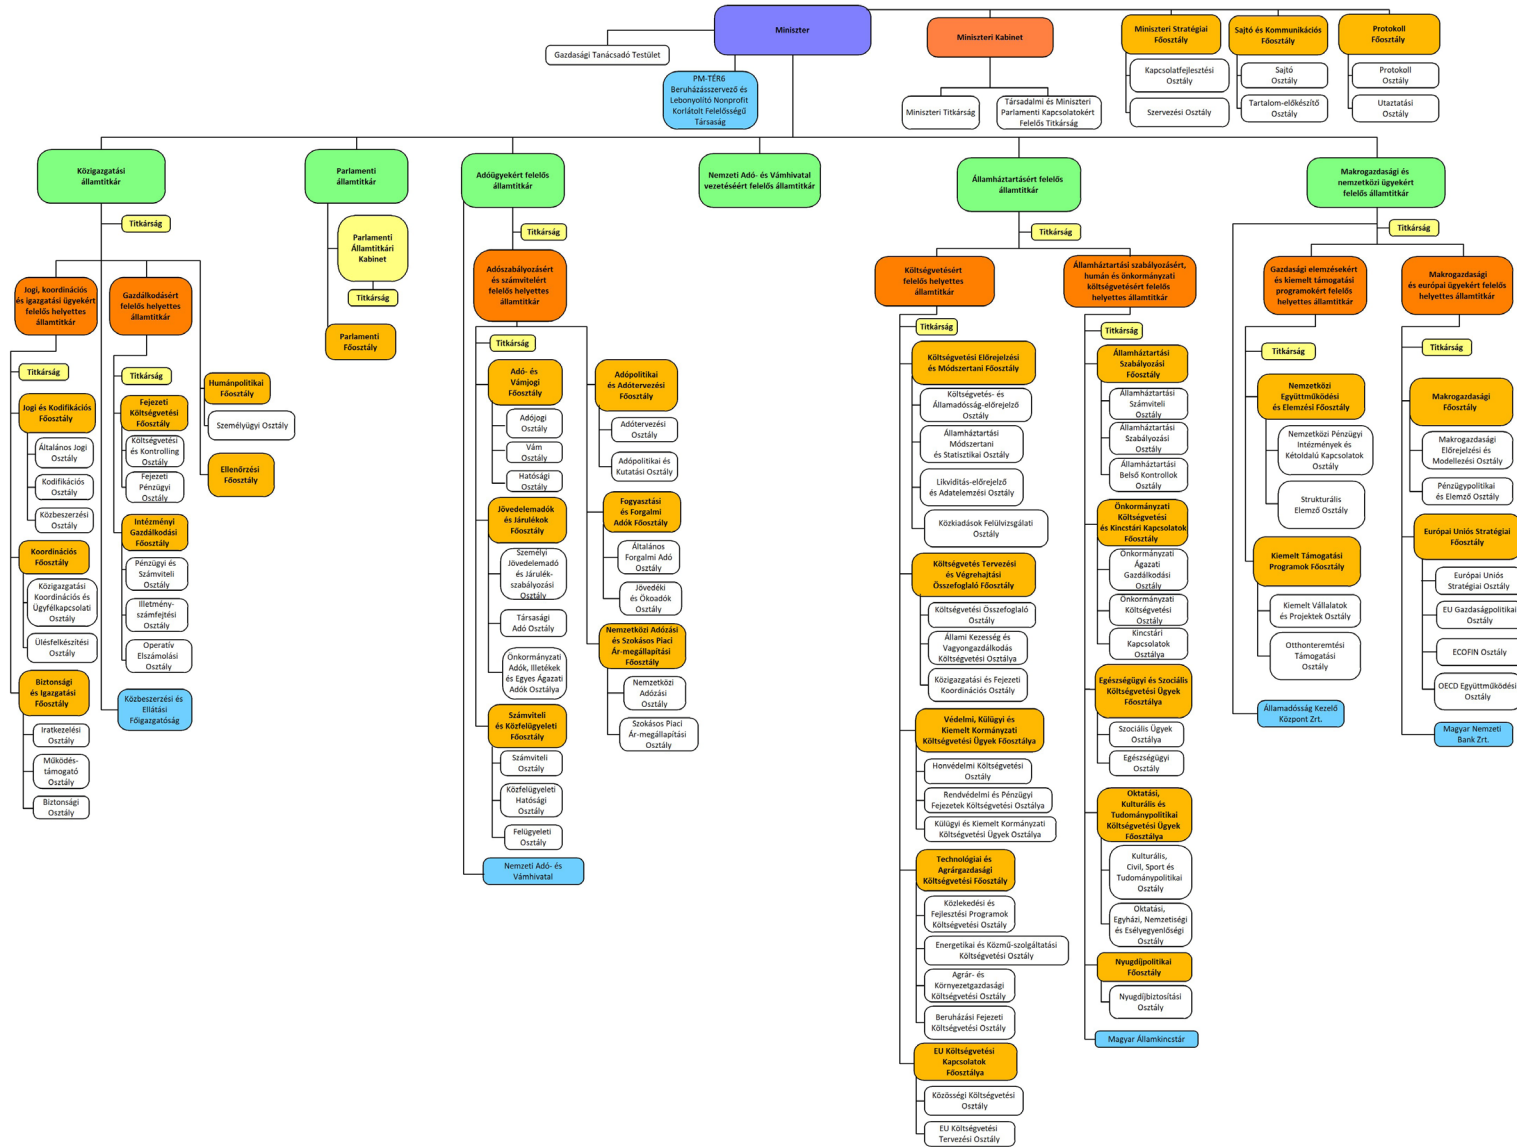 Miniszter
Gazdasági Tanácsadó Testület
PM-TÉR6
Beruházásszervező és
Lebonyolító Nonprofit
Korlátolt Felelősségű
Társaság
Miniszteri Kabinet
Miniszteri Titkárság
Társadalmi és Miniszteri
Parlamenti Kapcsolatokért
Felelős Titkárság
Miniszteri Stratégiai
Főosztály
Kapcsolatfejlesztési
Osztály
Szervezési Osztály
Sajtó és Kommunikációs
Főosztály
Sajtó
Osztály
Tartalom-előkészítő
Osztály
Protokoll
Főosztály
Protokoll
Osztály
Utaztatási
Osztály
Közigazgatási
államtitkár
Titkárság
Jogi, koordinációs
és igazgatási ügyekért
felelős helyettes
államtitkár
Titkárság
Jogi és Kodifikációs
Főosztály
Általános Jogi
Osztály
Kodifikációs
Osztály
Közbeszerzési
Osztály
Koordinációs
Főosztály
Közigazgatási
Koordinációs és
Ügyfélkapcsolati
Osztály
Ülésfelkészítési
Osztály
Biztonsági
és Igazgatási
Főosztály
Iratkezelési
Osztály
Működés-
támogató
Osztály
Biztonsági
Osztály
Gazdálkodásért
felelős helyettes
államtitkár
Titkárság
Fejezeti
Költségvetési
Főosztály
Költségvetési
és Kontrolling
Osztály
Fejezeti
Pénzügyi
Osztály
Intézményi
Gazdálkodási
Főosztály
Pénzügyi és
Számviteli
Osztály
Illetmény-
számfejtési
Osztály
Operatív
Elszámolási
Osztály
Közbeszerzési és
Ellátási
Főigazgatóság
Humánpolitikai
Főosztály
Személyügyi Osztály
Ellenőrzési
Főosztály
Parlamenti
államtitkár
Parlamenti
Államtitkári
Kabinet
Titkárság
Parlamenti
Főosztály
Adóügyekért felelős
államtitkár
Titkárság
Adószabályozásért
és számvitelért
felelős helyettes
államtitkár
Titkárság
Adó- és
Vámjogi
Főosztály
Adójogi
Osztály
Vám
Osztály
Hatósági
Osztály
Jövedelemadók
és Járulékok
Főosztály
Személyi
Jövedelemadó
és Járulék-
szabályozási
Osztály
Társasági
Adó Osztály
Önkormányzati
Adók, Illetékek
és Egyes Ágazati
Adók Osztálya
Számviteli
és Közfelügyeleti
Főosztály
Számviteli
Osztály
Közfelügyeleti
Hatósági
Osztály
Felügyeleti
Osztály
Nemzeti Adó- és
Vámhivatal
Adópolitikai
és Adótervezési
Főosztály
Adótervezési
Osztály
Adópolitikai és
Kutatási Osztály
Fogyasztási
és Forgalmi
Adók Főosztály
Általános
Forgalmi Adó
Osztály
Jövedéki
és Ökoadók
Osztály
Nemzetközi Adózási
és Szokásos Piaci
Ár-megállapítási
Főosztály
Nemzetközi
Adózási
Osztály
Szokásos Piaci
Ár-megállapítási
Osztály
Nemzeti Adó- és Vámhivatal
vezetéséért felelős államtitkár
Államháztartásért felelős
államtitkár
Titkárság
Költségvetésért
felelős helyettes
államtitkár
Titkárság
Költségvetési Előrejelzési
és Módszertani Főosztály
Költségvetés- és
Államadósság-előrejelző
Osztály
Államháztartási
Módszertani
és Statisztikai Osztály
Likviditás-előrejelző
és Adatelemzési Osztály
Közkiadások Felülvizsgálati
Osztály
Költségvetés Tervezési
és Végrehajtási
Összefoglaló Főosztály
Költségvetési Összefoglaló
Osztály
Állami Kezesség és
Vagyongazdálkodás
Költségvetési Osztálya
Közigazgatási és Fejezeti
Koordinációs Osztály
Védelmi, Külügyi és
Kiemelt Kormányzati
Költségvetési Ügyek Főosztálya
Honvédelmi Költségvetési
Osztály
Rendvédelmi és Pénzügyi
Fejezetek Költségvetési Osztálya
Külügyi és Kiemelt Kormányzati
Költségvetési Ügyek Osztálya
Technológiai és
Agrárgazdasági
Költségvetési Főosztály
Közlekedési és
Fejlesztési Programok
Költségvetési Osztály
Energetikai és Közmű-szolgáltatási
Költségvetési Osztály
Agrár- és
Környezetgazdasági
Költségvetési Osztály
Beruházási Fejezeti
Költségvetési Osztály
EU Költségvetési
Kapcsolatok
Főosztálya
Közösségi Költségvetési
Osztály
EU Költségvetési
Tervezési Osztály
Államháztartási szabályozásért,
humán és önkormányzati
költségvetésért felelős
helyettes államtitkár
Titkárság
Államháztartási
Szabályozási
Főosztály
Államháztartási
Számviteli
Osztály
Államháztartási
Szabályozási
Osztály
Államháztartási
Belső Kontrollok
Osztály
Önkormányzati
Költségvetési
és Kincstári Kapcsolatok
Főosztálya
Önkormányzati
Ágazati
Gazdálkodási
Osztály
Önkormányzati
Költségvetési
Osztály
Kincstári
Kapcsolatok
Osztálya
Egészségügyi és Szociális
Költségvetési Ügyek
Főosztálya
Szociális Ügyek
Osztálya
Egészségügyi
Osztály
Oktatási,
Kulturális és
Tudománypolitikai
Költségvetési Ügyek
Főosztálya
Kulturális,
Civil, Sport és
Tudománypolitikai
Osztály
Oktatási,
Egyházi, Nemzetiségi
és Esélyegyenlőségi
Osztály
Nyugdíjpolitikai
Főosztály
Nyugdíjbiztosítási
Osztály
Magyar Államkincstár
Makrogazdasági és
nemzetközi ügyekért
felelős államtitkár
Titkárság
Gazdasági elemzésekért
és kiemelt támogatási
programokért felelős
helyettes államtitkár
Titkárság
Nemzetközi
Együttműködési
és Elemzési Főosztály
Nemzetközi Pénzügyi
Intézmények és
Kétoldalú Kapcsolatok
Osztály
Strukturális
Elemző Osztály
Kiemelt Támogatási
Programok Főosztály
Kiemelt Vállalatok
és Projektek Osztály
Otthonteremtési
Támogatási
Osztály
Államadósság Kezelő
Központ Zrt.
Makrogazdasági
és európai ügyekért felelős
helyettes államtitkár
Titkárság
Makrogazdasági
Főosztály
Makrogazdasági
Előrejelzési és
Modellezési Osztály
Pénzügypolitikai
és Elemző Osztály
Európai Uniós Stratégiai
Főosztály
Európai Uniós
Stratégiai Osztály
EU Gazdaságpolitikai
Osztály
ECOFIN Osztály
OECD Együttműködési
Osztály
Magyar Nemzeti
Bank Zrt.